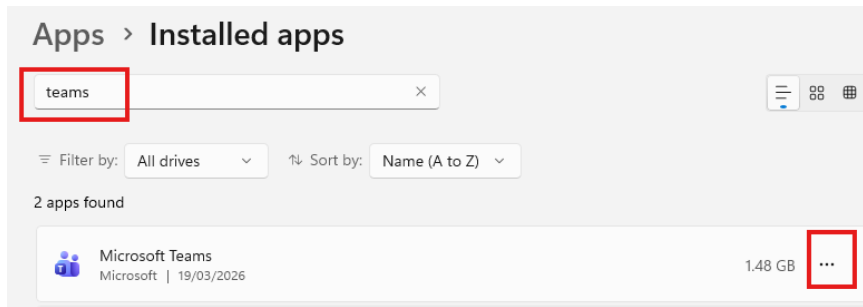 Apps > Installed apps
teams
Filter by: All drives Sort by: Name (A to Z)
2 apps found
Microsoft Teams
Microsoft | 19/03/2026
1.48 GB